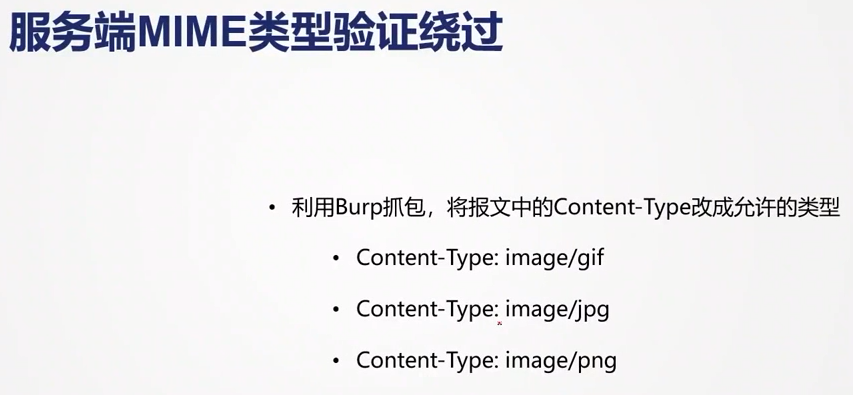 服务端MIME类型验证绕过
• 利用Burp抓包，将报文中的Content-Type改成允许的类型
• Content-Type: image/gif
• Content-Type: image/jpg
• Content-Type: image/png